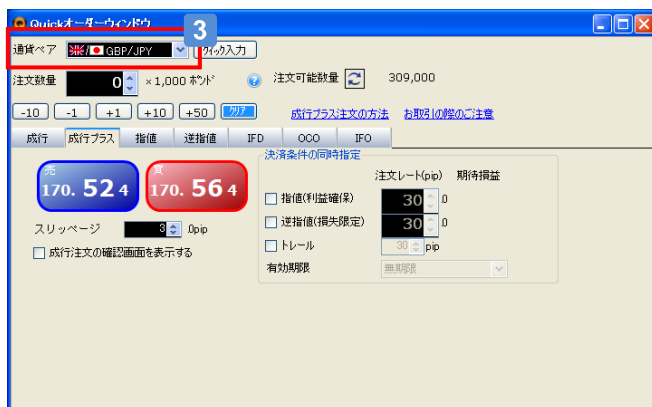 Quickオーダーウィンドウ
3
通貨ペア GBP/JPY クイック入力
注文数量 0 ×1,000 ポンド 注文可能数量 309,000
-10 -1 +1 +10 +50 クリア 成行プラス注文の方法 お取引の際のご注意
成行 成行プラス 指値 逆指値 IFD OCO IFO
決済条件の同時指定
売 170.52 4 買 170.56 4
注文レート(pip) 期待損益
指値(利益確保) 30 .0
スリッページ 3 .0pip
逆指値(損失限定) 30 .0
成行注文の確認画面を表示する
トレール 30 pip
有効期限 無期限